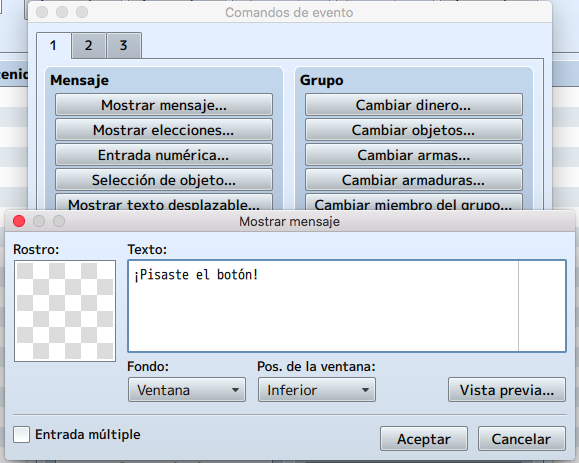 Comandos de evento
1 2 3
Mensaje
Mostrar mensaje...
Mostrar elecciones...
Entrada numérica...
Selección de objeto...
Mostrar texto desplazable...
Grupo
Cambiar dinero...
Cambiar objetos...
Cambiar armas...
Cambiar armaduras...
Cambiar miembro del grupo...
Mostrar mensaje
Rostro:
Texto:
¡Pisaste el botón!
Fondo:
Ventana
Pos. de la ventana:
Inferior
Vista previa...
Entrada múltiple
Aceptar
Cancelar